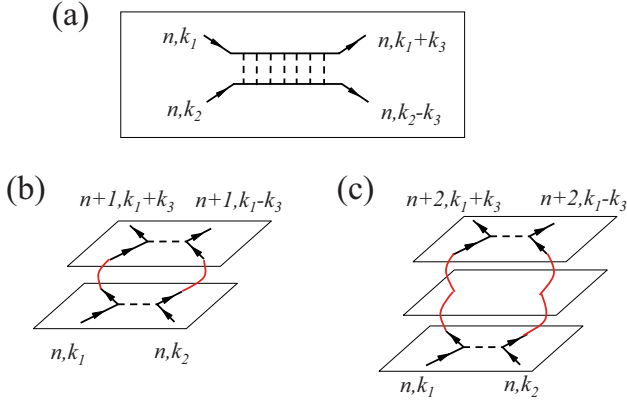 (a)
n,k1 n,k1+k3
n,k2 n,k2-k3
(b)
n+1,k1+k3 n+1,k1-k3
n,k1 n,k2
(c)
n+2,k1+k3 n+2,k1-k3
n,k1 n,k2